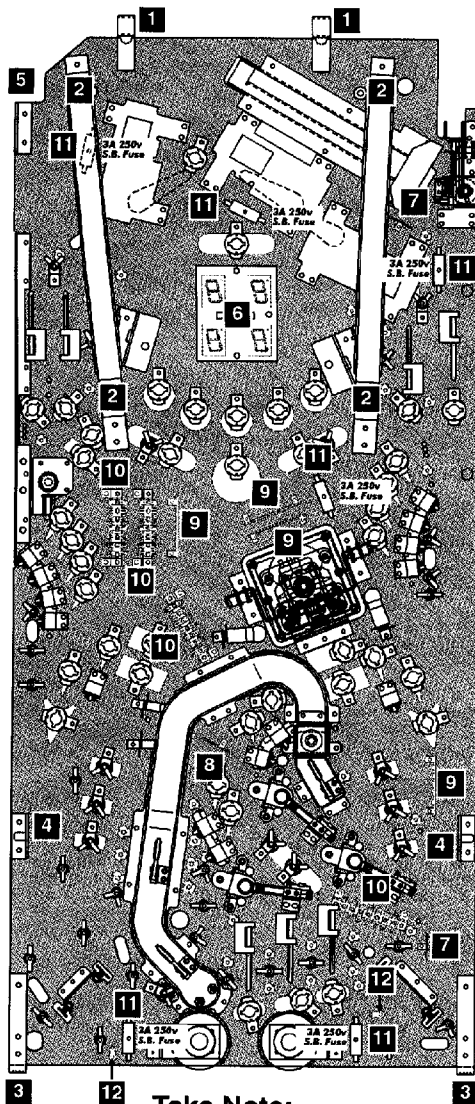 1 1
5
2 2
11
3A 250v
S.B. Fuse
11
3A 250v
S.B. Fuse
7
3A 250v
S.B. Fuse
11
6
2 2
11
10
9
3A 250v
S.B. Fuse
9
9
10
10
8
9
4 4
10
7
12
11
3A 250v
S.B. Fuse
3A 250v
S.B. Fuse
11
3 12 3
Take Note: